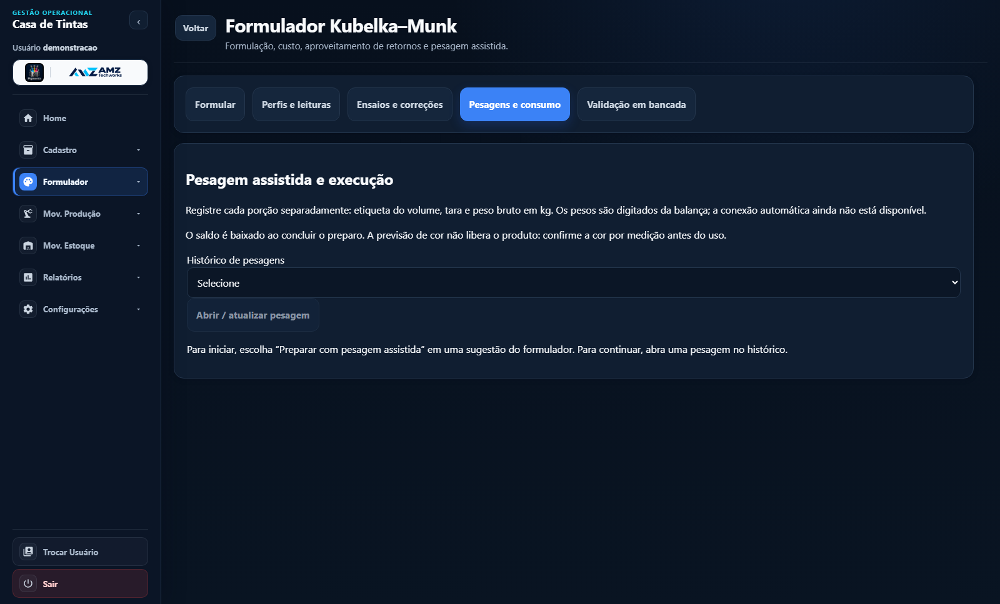 GESTÃO OPERACIONAL
Casa de Tintas
Usuário demonstracao
Pigmento
AMZ
Techworks
Home
Cadastro
Formulador
Mov. Produção
Mov. Estoque
Relatórios
Configurações
Trocar Usuário
Sair
Voltar
Formulador Kubelka–Munk
Formulação, custo, aproveitamento de retornos e pesagem assistida.
Formular
Perfis e leituras
Ensaios e correções
Pesagens e consumo
Validação em bancada
Pesagem assistida e execução
Registre cada porção separadamente: etiqueta do volume, tara e peso bruto em kg. Os pesos são digitados da balança; a conexão automática ainda não está disponível.
O saldo é baixado ao concluir o preparo. A previsão de cor não libera o produto: confirme a cor por medição antes do uso.
Histórico de pesagens
Selecione
Abrir / atualizar pesagem
Para iniciar, escolha “Preparar com pesagem assistida” em uma sugestão do formulador. Para continuar, abra uma pesagem no histórico.